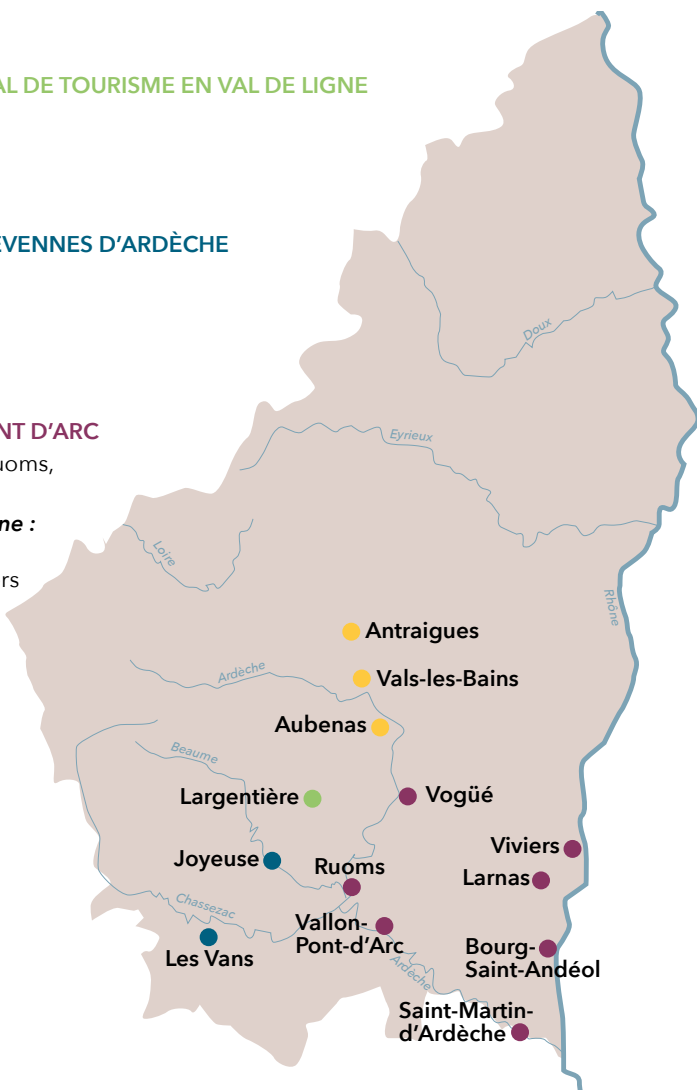 AL DE TOURISME EN VAL DE LIGNE
ÉVENNES D'ARDÈCHE
NT D'ARC
uoms,
ne :
rs
Doux
Eyrieux
Loire
Rhône
Antraigues
Ardèche
Vals-les-Bains
Aubenas
Beaume
Largentière
Vogüé
Viviers
Joyeuse
Ruoms
Larnas
Chassezac
Vallon-
Pont-d'Arc
Les Vans
Ardèche
Bourg-
Saint-Andéol
Saint-Martin-
d'Ardèche